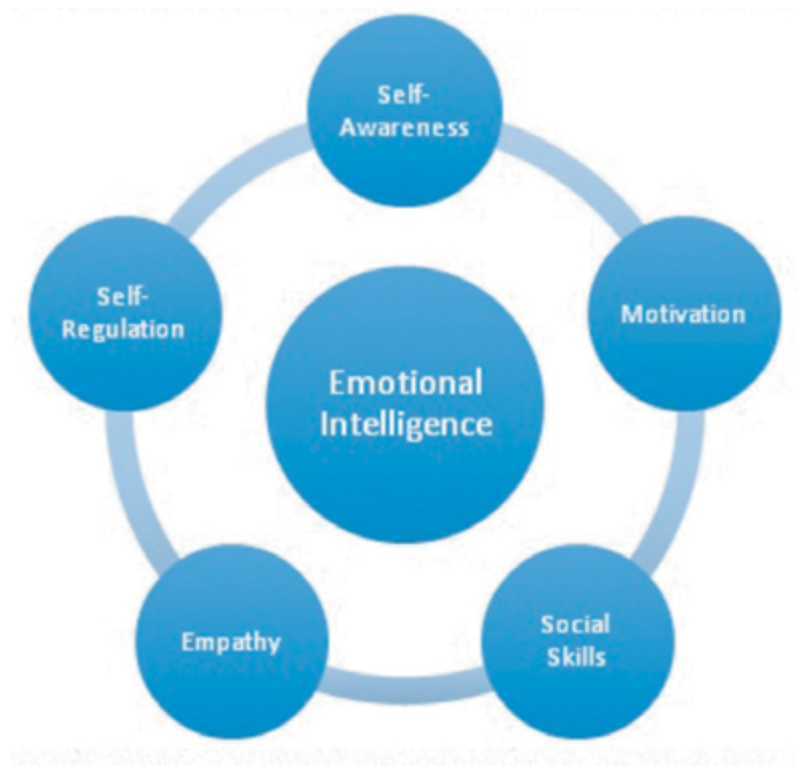 Self-
Awareness
Self-
Regulation
Motivation
Emotional
Intelligence
Empathy
Social
Skills